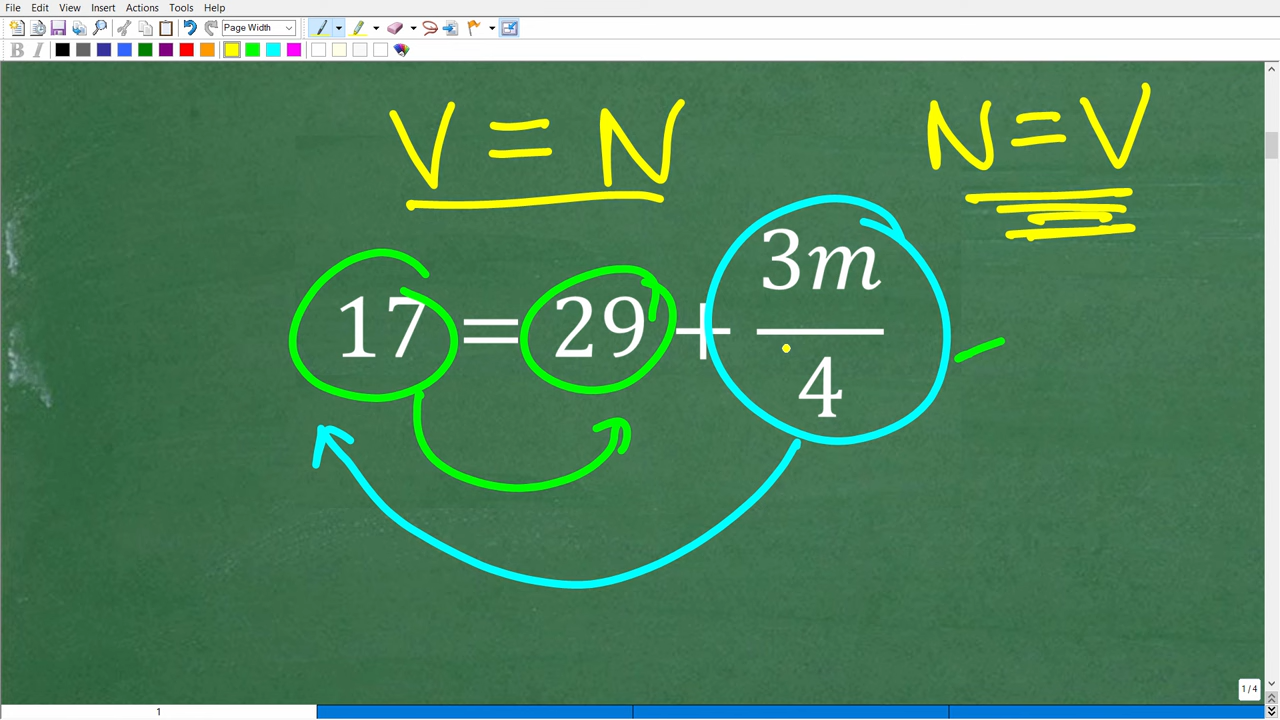 File Edit View Insert Actions Tools Help
Page Width
B I
V = N N = V
17 = 29 + 3m/4
1 / 4
1